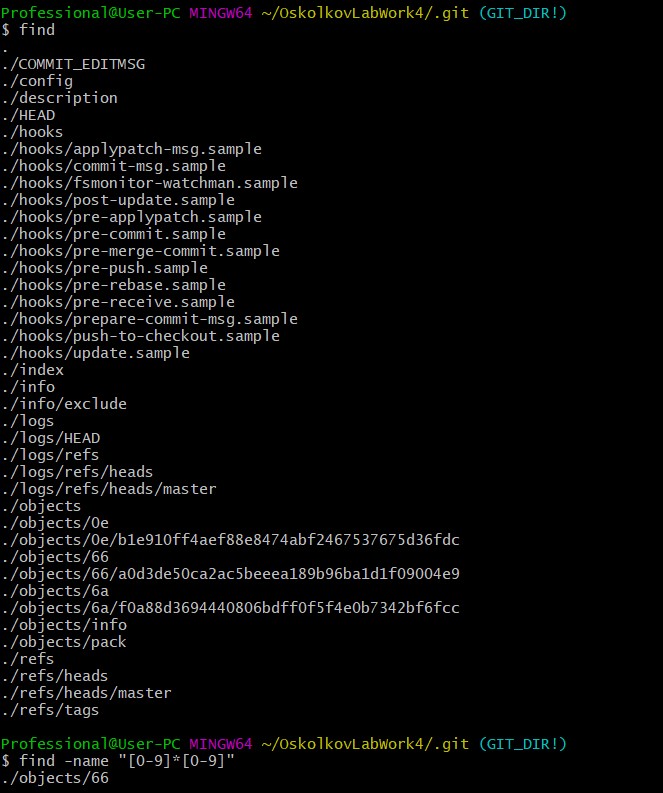 Professional@User-PC MINGW64 ~/OskolkovLabWork4/.git (GIT_DIR!)
$ find
.
./COMMIT_EDITMSG
./config
./description
./HEAD
./hooks
./hooks/applypatch-msg.sample
./hooks/commit-msg.sample
./hooks/fsmonitor-watchman.sample
./hooks/post-update.sample
./hooks/pre-applypatch.sample
./hooks/pre-commit.sample
./hooks/pre-merge-commit.sample
./hooks/pre-push.sample
./hooks/pre-rebase.sample
./hooks/pre-receive.sample
./hooks/prepare-commit-msg.sample
./hooks/push-to-checkout.sample
./hooks/update.sample
./index
./info
./info/exclude
./logs
./logs/HEAD
./logs/refs
./logs/refs/heads
./logs/refs/heads/master
./objects
./objects/0e
./objects/0e/b1e910ff4aef88e8474abf2467537675d36fdc
./objects/66
./objects/66/a0d3de50ca2ac5beeea189b96ba1d1f09004e9
./objects/6a
./objects/6a/f0a88d3694440806bdff0f5f4e0b7342bf6fcc
./objects/info
./objects/pack
./refs
./refs/heads
./refs/heads/master
./refs/tags
Professional@User-PC MINGW64 ~/OskolkovLabWork4/.git (GIT_DIR!)
$ find -name "[0-9]*[0-9]"
./objects/66